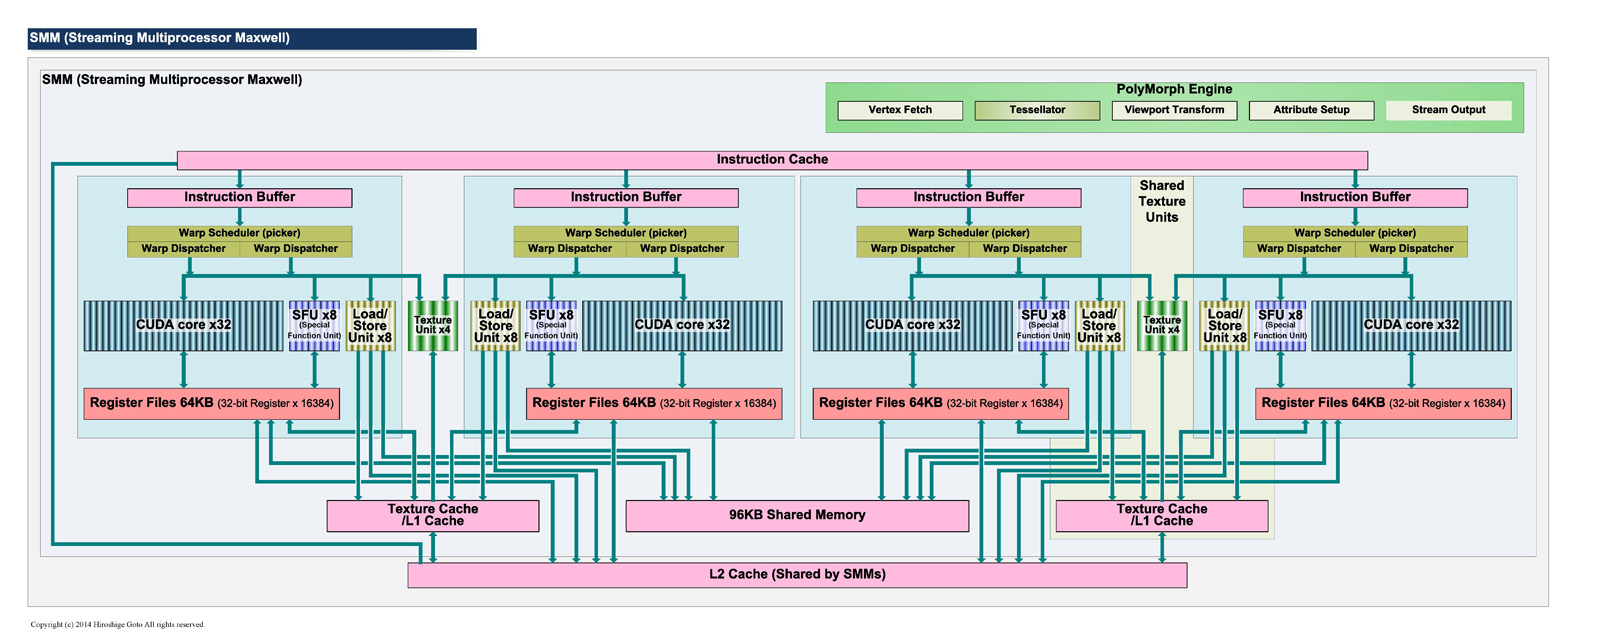 SMM (Streaming Multiprocessor Maxwell)
SMM (Streaming Multiprocessor Maxwell)
PolyMorph Engine
Vertex Fetch
Tessellator
Viewport Transform
Attribute Setup
Stream Output
Instruction Cache
Instruction Buffer
Warp Scheduler (picker)
Warp Dispatcher
Warp Dispatcher
CUDA core x32
SFU x8
(Special
Function Unit)
Load/
Store
Unit x8
Register Files 64KB (32-bit Register x 16384)
Texture
Unit x4
Instruction Buffer
Warp Scheduler (picker)
Warp Dispatcher
Warp Dispatcher
Load/
Store
Unit x8
SFU x8
(Special
Function Unit)
CUDA core x32
Register Files 64KB (32-bit Register x 16384)
Instruction Buffer
Warp Scheduler (picker)
Warp Dispatcher
Warp Dispatcher
CUDA core x32
SFU x8
(Special
Function Unit)
Load/
Store
Unit x8
Register Files 64KB (32-bit Register x 16384)
Shared
Texture
Units
Texture
Unit x4
Instruction Buffer
Warp Scheduler (picker)
Warp Dispatcher
Warp Dispatcher
Load/
Store
Unit x8
SFU x8
(Special
Function Unit)
CUDA core x32
Register Files 64KB (32-bit Register x 16384)
Texture Cache
/L1 Cache
96KB Shared Memory
Texture Cache
/L1 Cache
L2 Cache (Shared by SMMs)
Copyright (c) 2014 Hiroshige Goto All rights reserved.